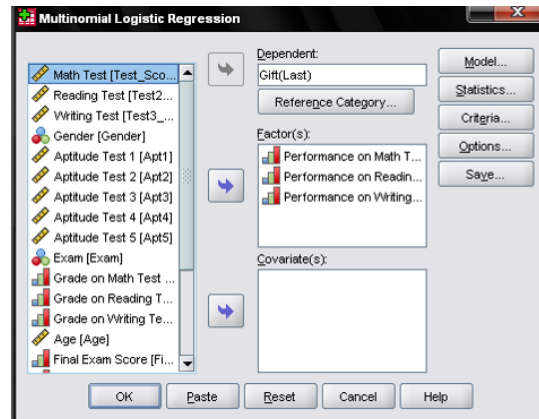 Multinomial Logistic Regression
Math Test [Test_Sco...
Reading Test [Test2...
Writing Test [Test3_...
Gender [Gender]
Aptitude Test 1 [Apt1]
Aptitude Test 2 [Apt2]
Aptitude Test 3 [Apt3]
Aptitude Test 4 [Apt4]
Aptitude Test 5 [Apt5]
Exam [Exam]
Grade on Math Test ...
Grade on Reading T...
Grade on Writing Te...
Age [Age]
Final Exam Score [Fi...
Dependent:
Gift(Last)
Reference Category...
Factor(s):
Performance on Math T...
Performance on Readin...
Performance on Writing...
Covariate(s):
Model...
Statistics...
Criteria...
Options...
Save...
OK
Paste
Reset
Cancel
Help